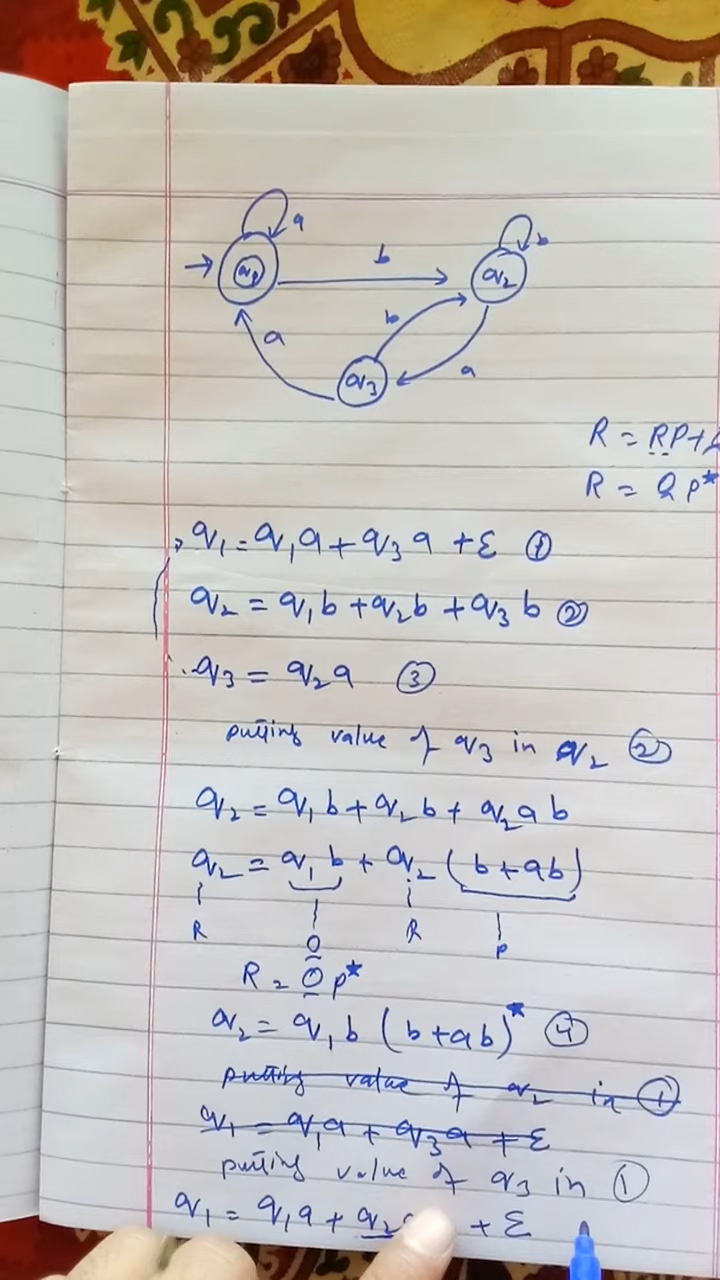 a
b
b
q1
q2
b
a
q3
a
R = RP+
R = QP*
q1 = q1a + q3a + ε ①
q2 = q1b + q2b + q3b ②
q3 = q2a ③
putting value of q3 in q2 ②
q2 = q1b + q2b + q2ab
q2 = q1b + q2(b+ab)
R Q R P
R = QP*
q2 = q1b(b+ab)* ④
putting value of q2 in ①
q1 = q1a + q3a + ε
putting value of q3 in ①
q1 = q1a + q2 + ε